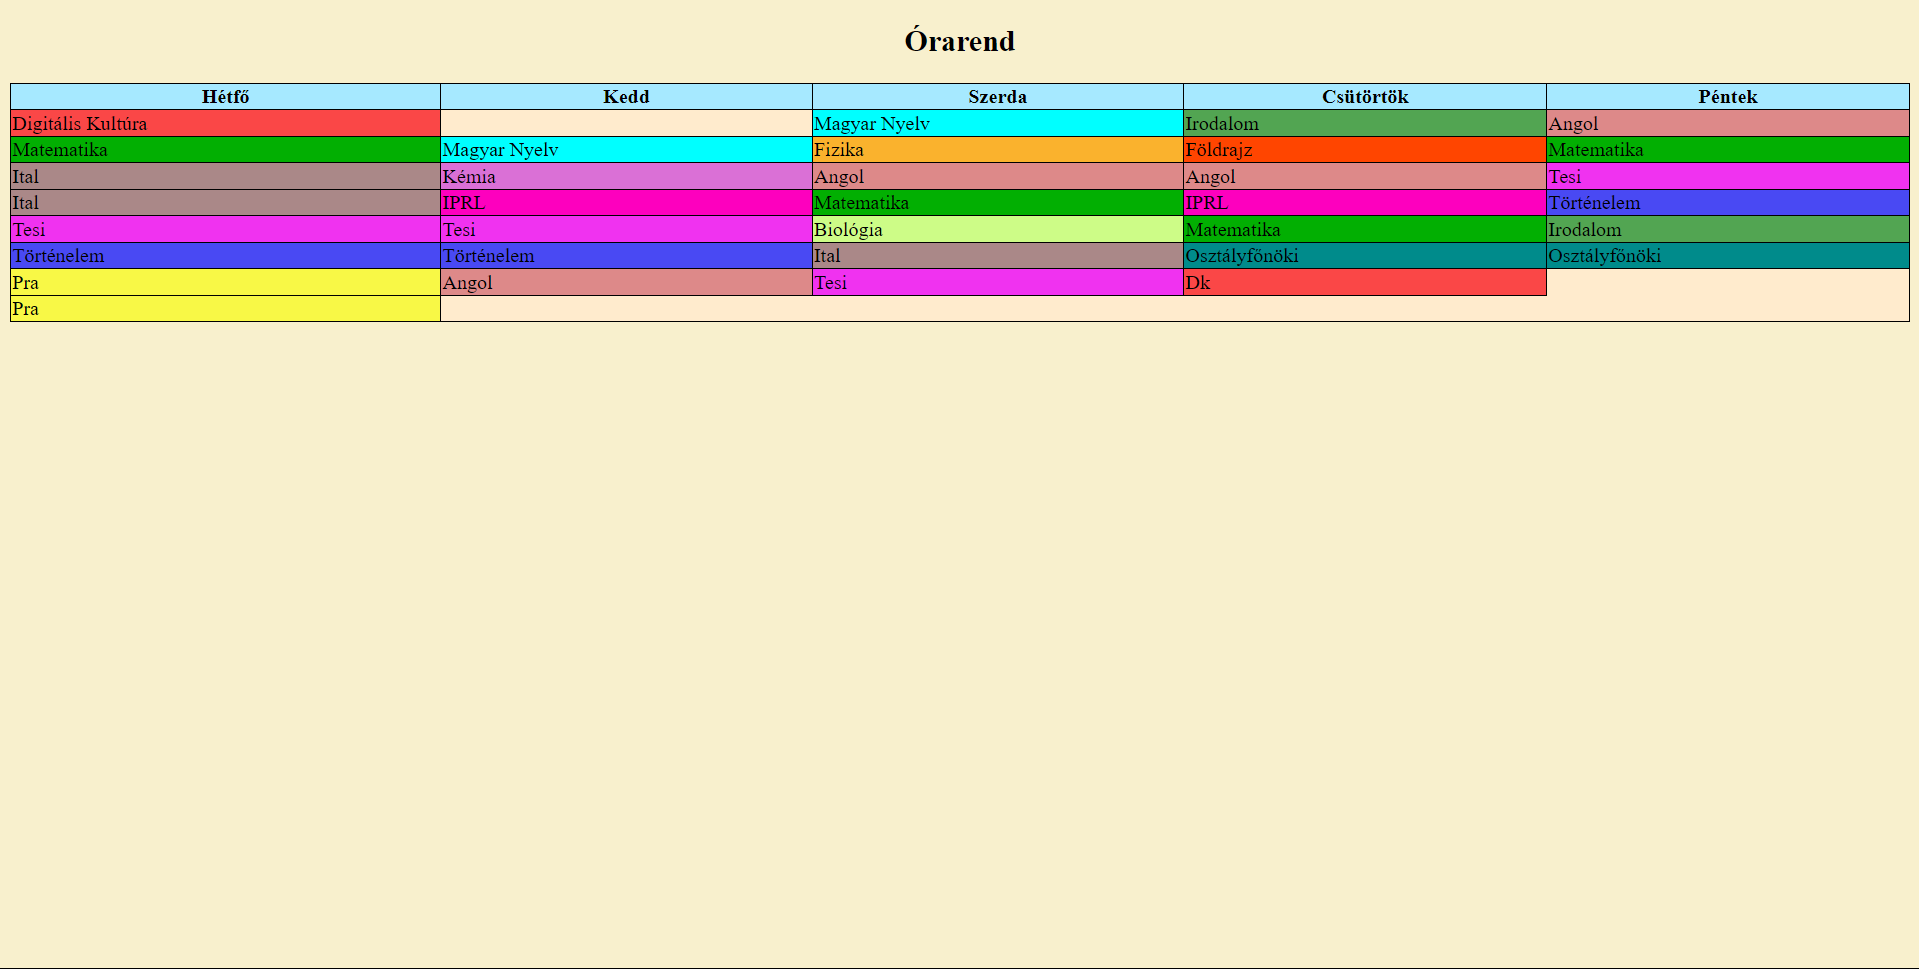 Órarend
Hétfő Kedd Szerda Csütörtök Péntek
Digitális Kultúra Magyar Nyelv Irodalom Angol
Matematika Magyar Nyelv Fizika Földrajz Matematika
Ital Kémia Angol Angol Tesi
Ital IPRL Matematika IPRL Történelem
Tesi Tesi Biológia Matematika Irodalom
Történelem Történelem Ital Osztályfőnöki Osztályfőnöki
Pra Angol Tesi Dk
Pra